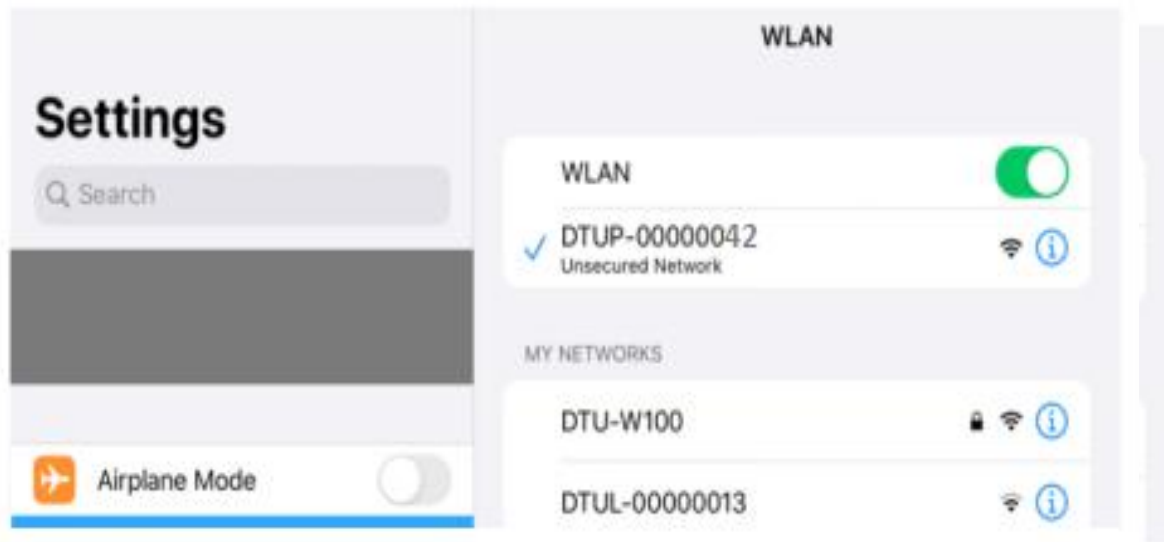 Settings
Search
Airplane Mode
WLAN
WLAN
DTUP-00000042
Unsecured Network
MY NETWORKS
DTU-W100
DTUL-00000013